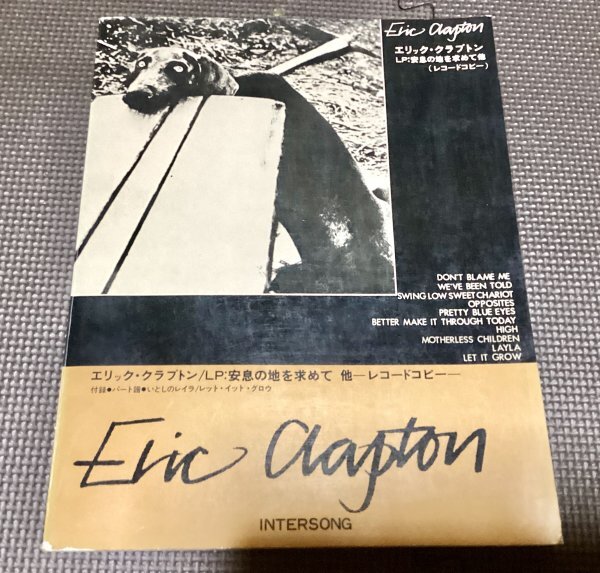 Eric Clapton
エリック・クラプトン
LP:安息の地を求めて他
(レコードコピー)
DON'T BLAME ME
WE'VE BEEN TOLD
SWING LOW SWEET CHARIOT
OPPOSITES
PRETTY BLUE EYES
BETTER MAKE IT THROUGH TODAY
HIGH
MOTHERLESS CHILDREN
LAYLA
LET IT GROW
エリック・クラプトン/LP:安息の地を求めて 他—レコードコピー—
付録●パート譜●いとしのレイラ/レット・イット・グロウ
Eric Clapton
INTERSONG